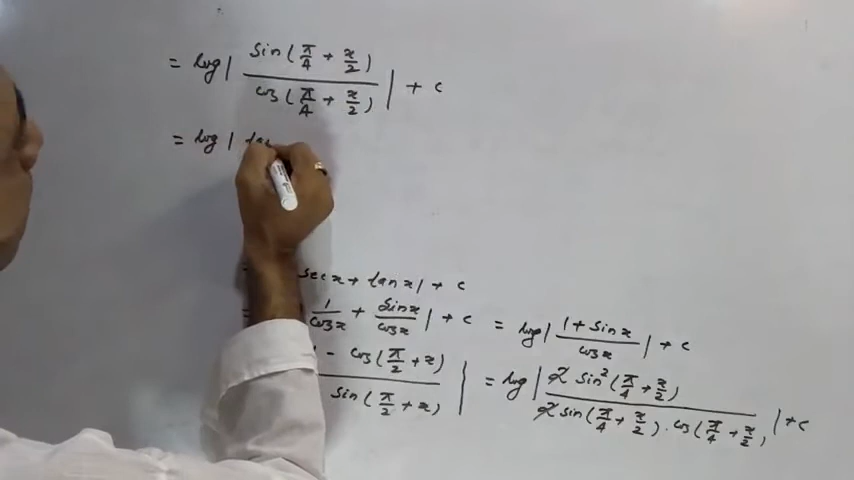 = log | sin(π/4 + x/2) / cos(π/4 + x/2) | + c
= log | tan
sec x + tan x | + c
= 1/cos x + sin x/cos x | + c = log | 1 + sin x / cos x | + c
- cos(π/2 + x) / sin(π/2 + x) | = log | 2 sin²(π/4 + x/2) / 2 sin(π/4 + x/2) . cos(π/4 + x/2) | + c